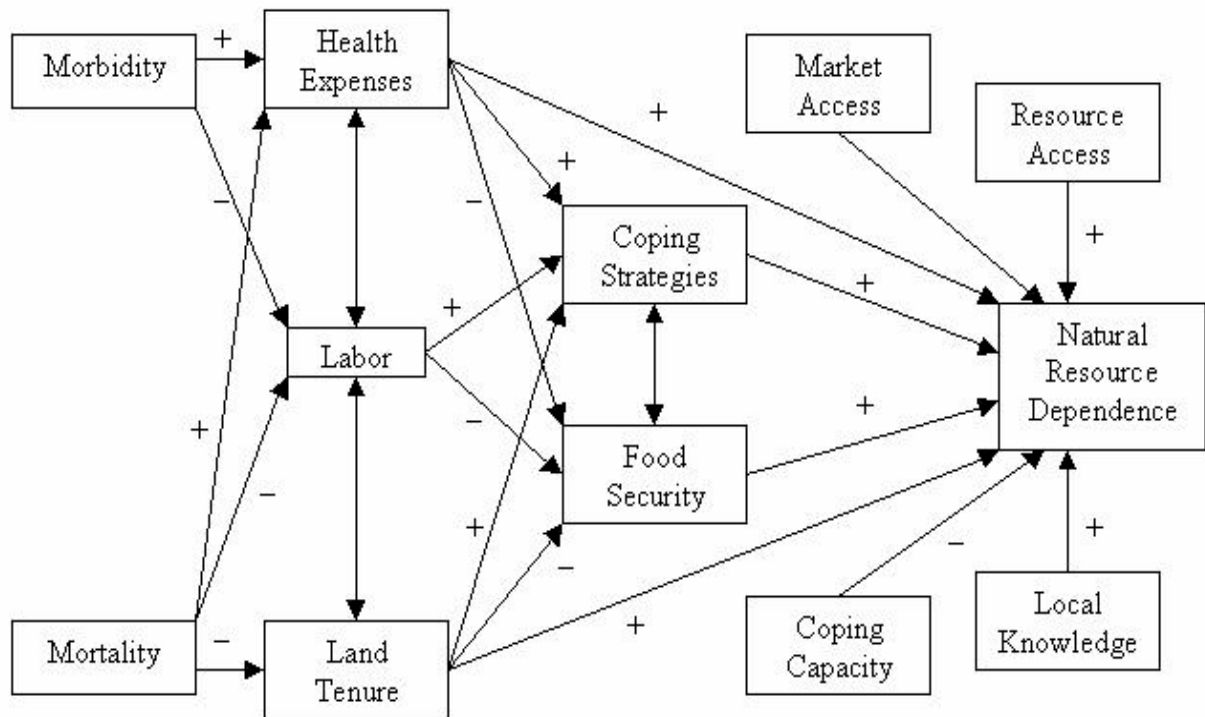 Morbidity
+
Health
Expenses
Market
Access
Resource
Access
+
+
−
−
+
Coping
Strategies
+
+
Labor
+
−
Natural
Resource
Dependence
+
+
−
Food
Security
+
−
−
+
+
Mortality
−
Land
Tenure
Coping
Capacity
Local
Knowledge